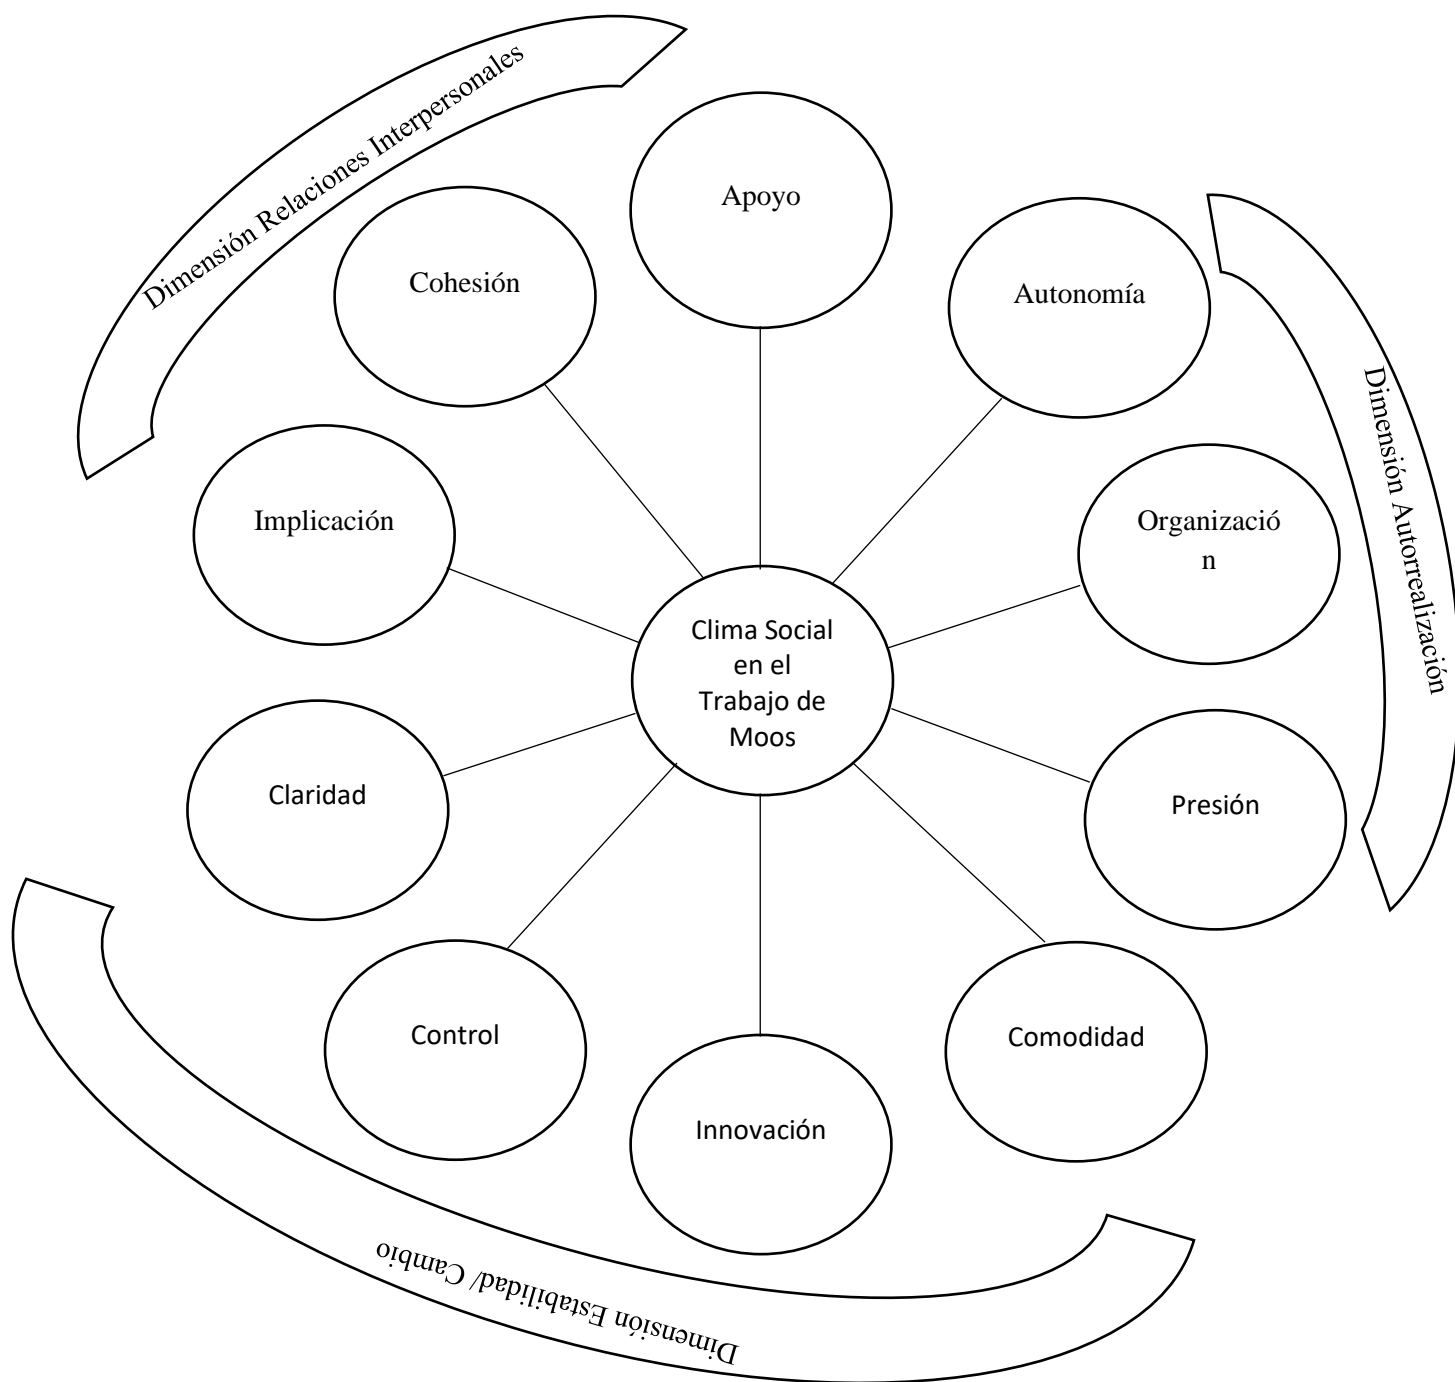 Dimensión Relaciones Interpersonales
Apoyo
Cohesión
Autonomía
Dimensión Autorrealización
Implicación
Organizació
n
Clima Social
en el
Trabajo de
Moos
Claridad
Presión
Control
Comodidad
Innovación
Dimensión Estabilidad/ Cambio